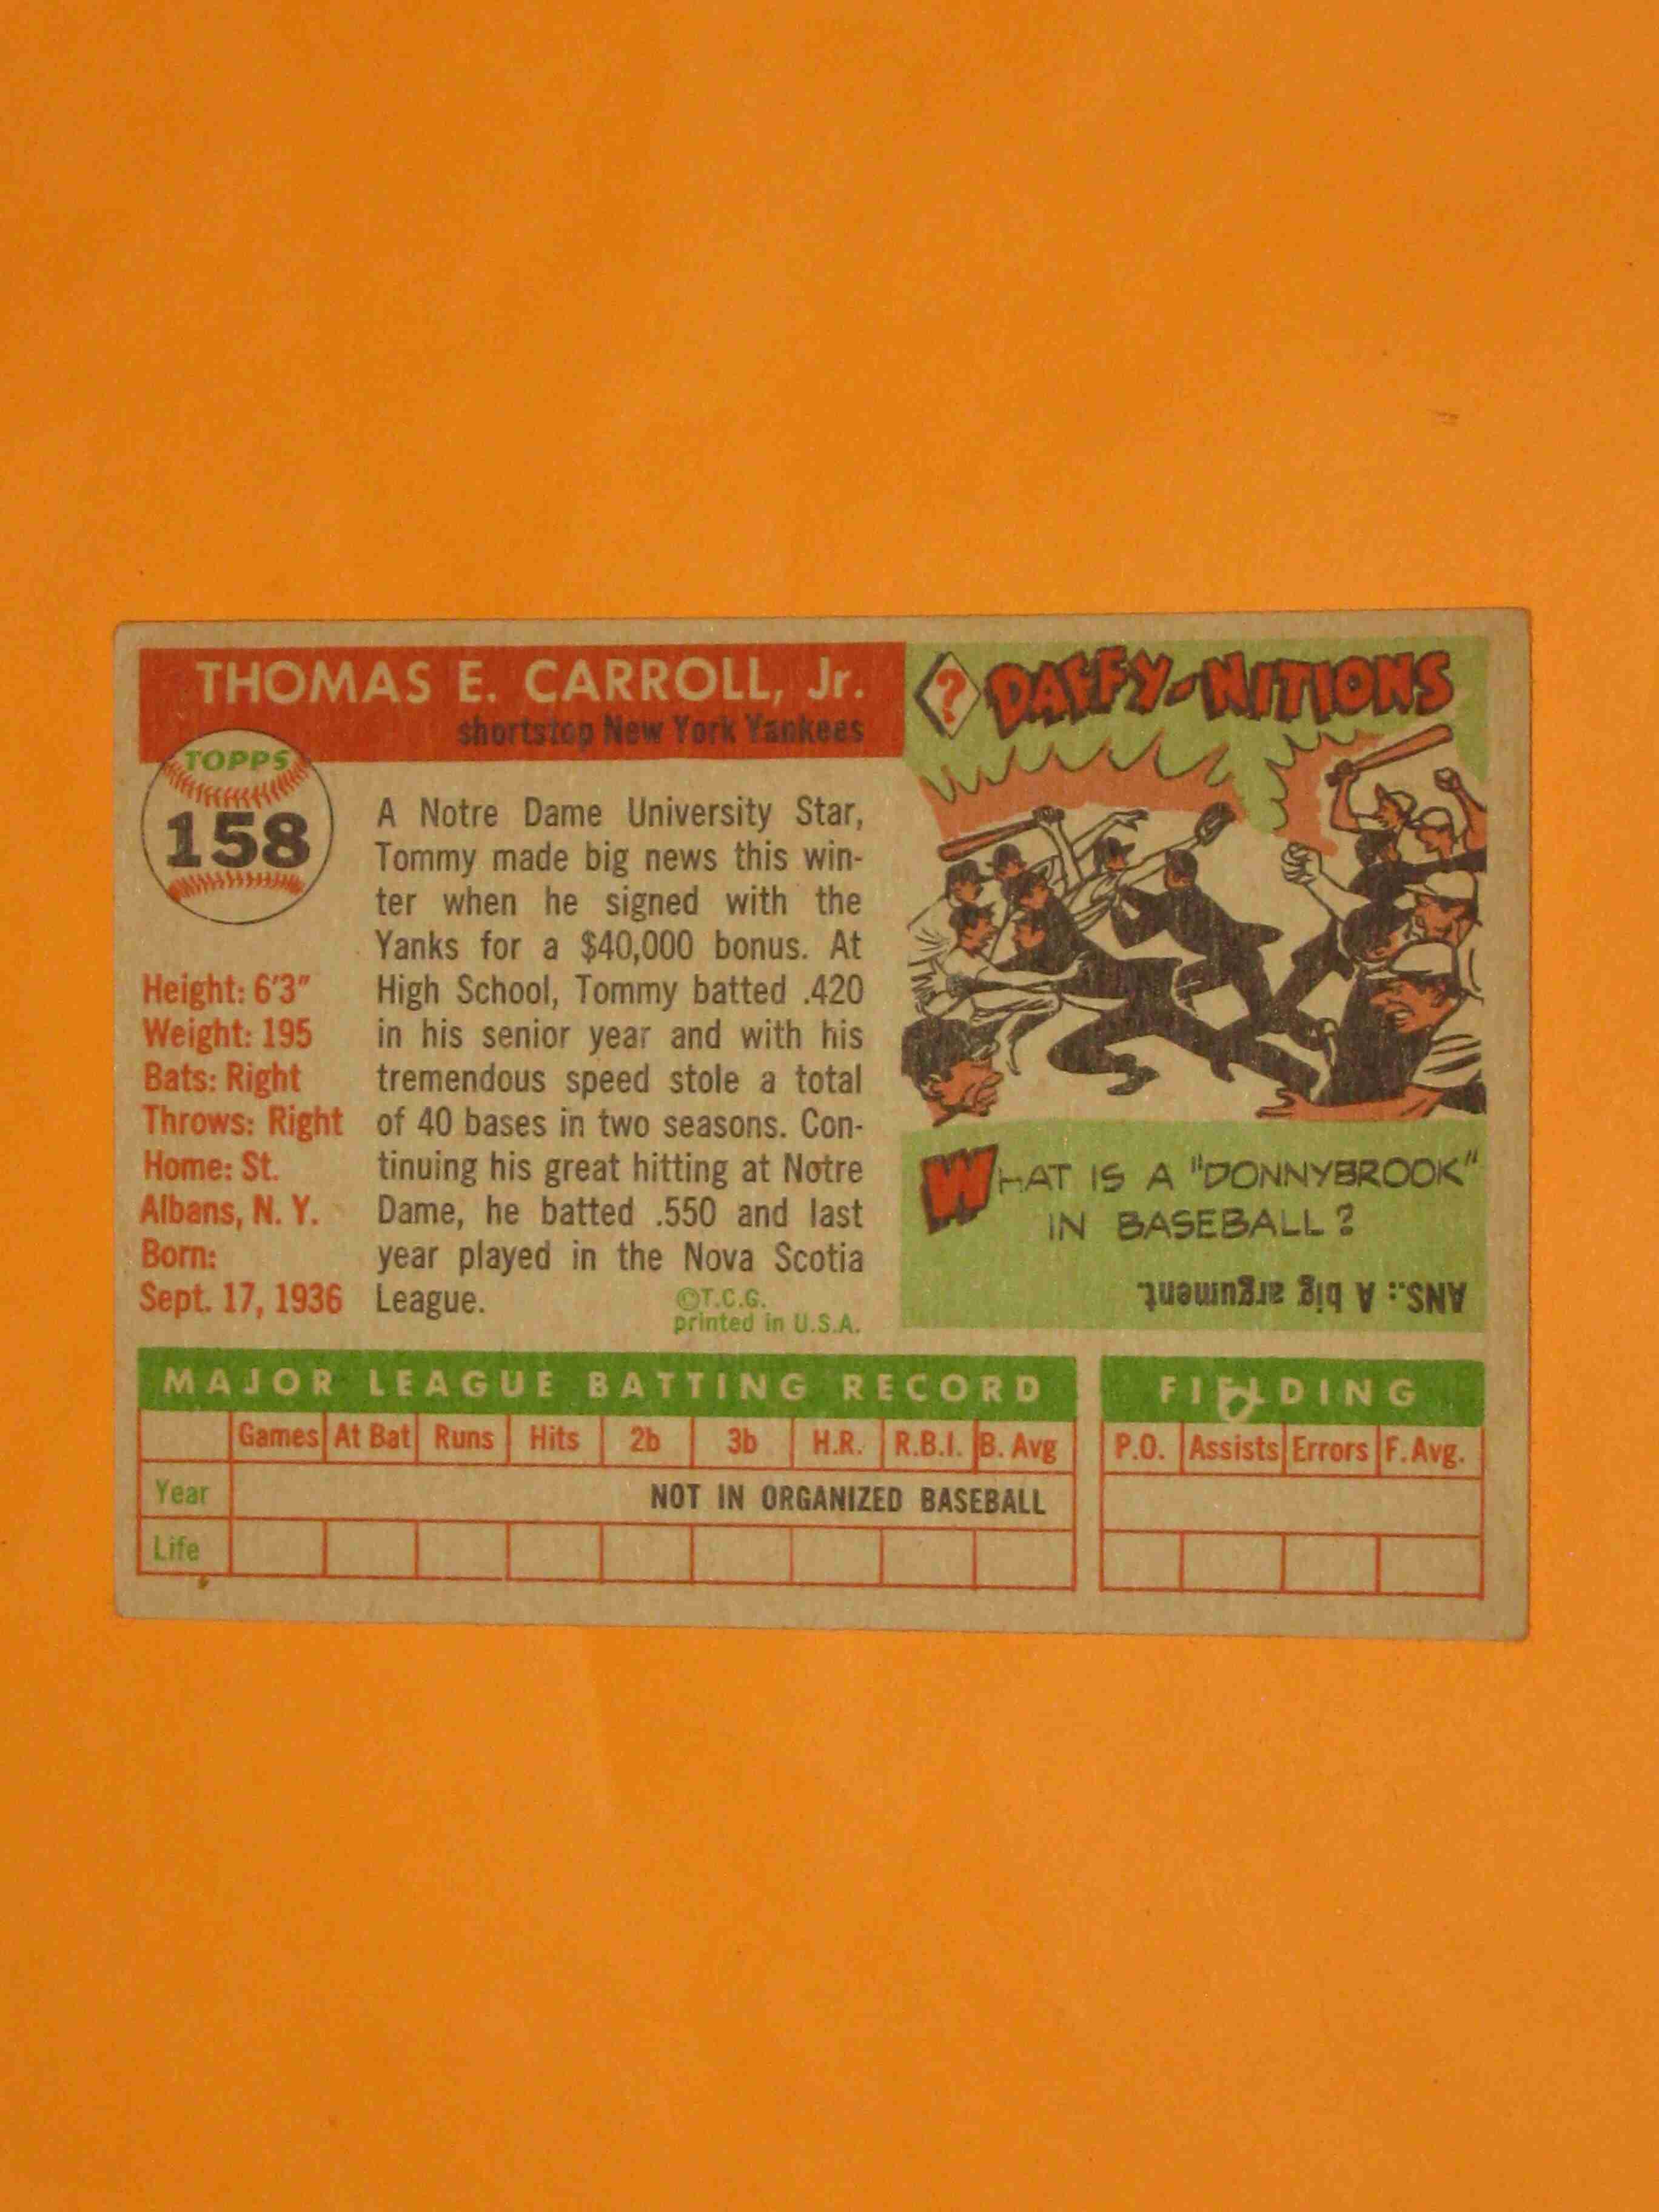 THOMAS E. CARROLL, Jr.
shortstop New York Yankees
TOPPS
158
Height: 6'3"
Weight: 195
Bats: Right
Throws: Right
Home: St.
Albans, N. Y.
Born:
Sept. 17, 1936
A Notre Dame University Star,
Tommy made big news this win-
ter when he signed with the
Yanks for a $40,000 bonus. At
High School, Tommy batted .420
in his senior year and with his
tremendous speed stole a total
of 40 bases in two seasons. Con-
tinuing his great hitting at Notre
Dame, he batted .550 and last
year played in the Nova Scotia
League.
©T.C.G.
printed in U.S.A.
? DAFFY-NITIONS
WHAT IS A "DONNYBROOK"
IN BASEBALL?
ANS.: A big argument.
MAJOR LEAGUE BATTING RECORD
Games At Bat Runs Hits 2b 3b H.R. R.B.I. B. Avg
Year NOT IN ORGANIZED BASEBALL
Life
FIELDING
P.O. Assists Errors F. Avg.